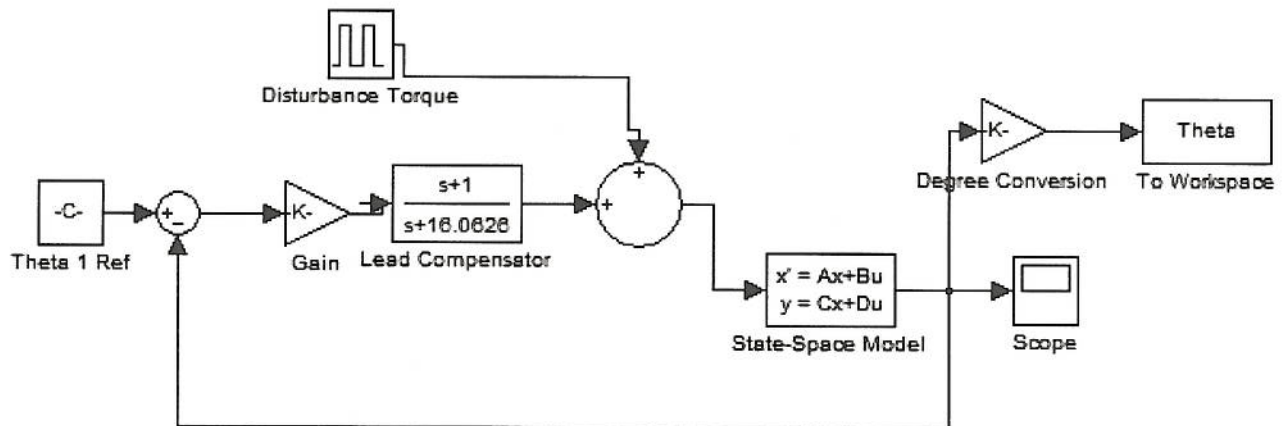 Disturbance Torque
-C-
Theta 1 Ref
+
−
-K-
Gain
s+1
s+16.0626
Lead Compensator
+
+
x' = Ax+Bu
y = Cx+Du
State-Space Model
K-
Degree Conversion
Theta
To Workspace
Scope